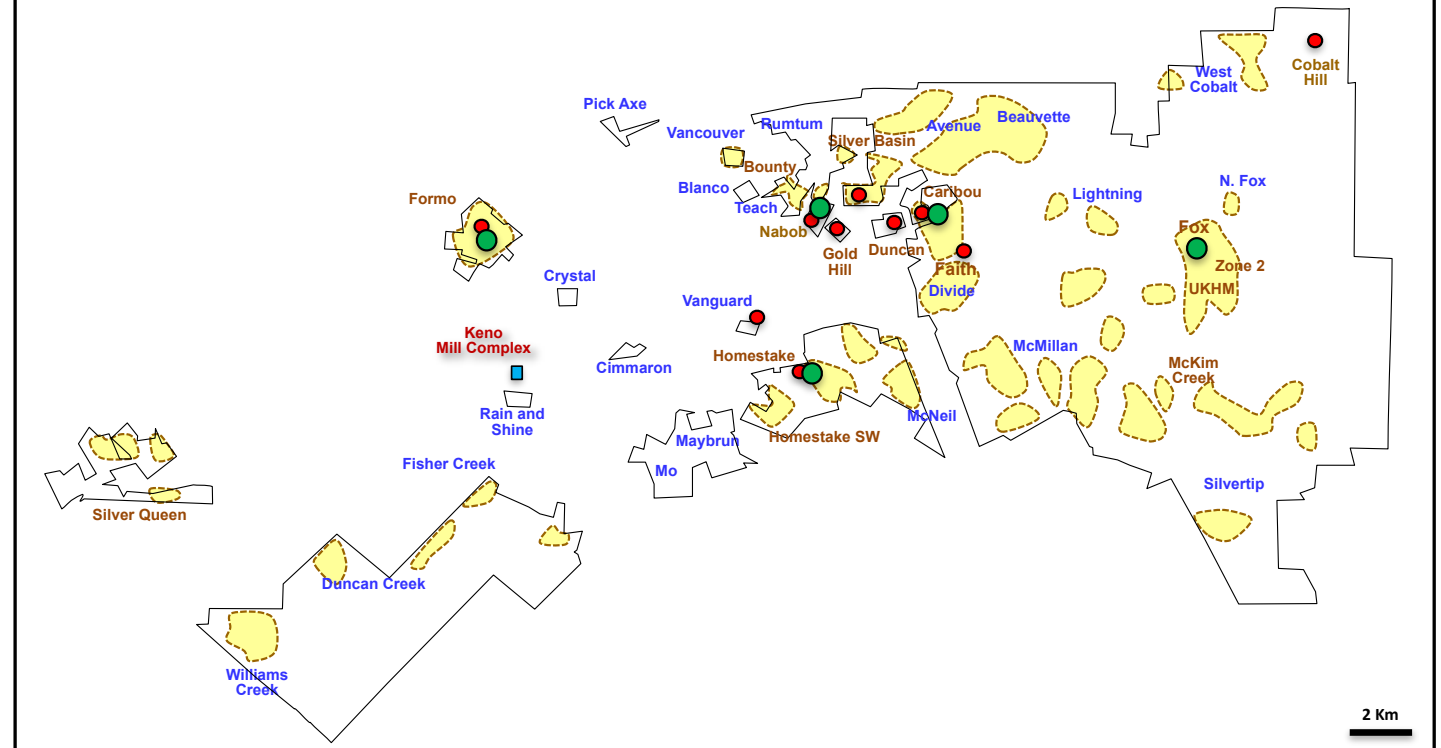 Cobalt
Hill
West
Cobalt
Pick Axe
Rumtum
Beauvette
Avenue
Vancouver
Silver Basin
Bounty
Blanco
Teach
Caribou
Lightning
N. Fox
Formo
Nabob
Gold
Hill
Duncan
Fox
Zone 2
Faith
UKHM
Divide
Crystal
Vanguard
Keno
Mill Complex
Homestake
Cimmaron
McMillan
McKim
Creek
Rain and
Shine
McNeil
Homestake SW
Maybrun
Mo
Fisher Creek
Silvertip
Silver Queen
Duncan Creek
Williams
Creek
2 Km